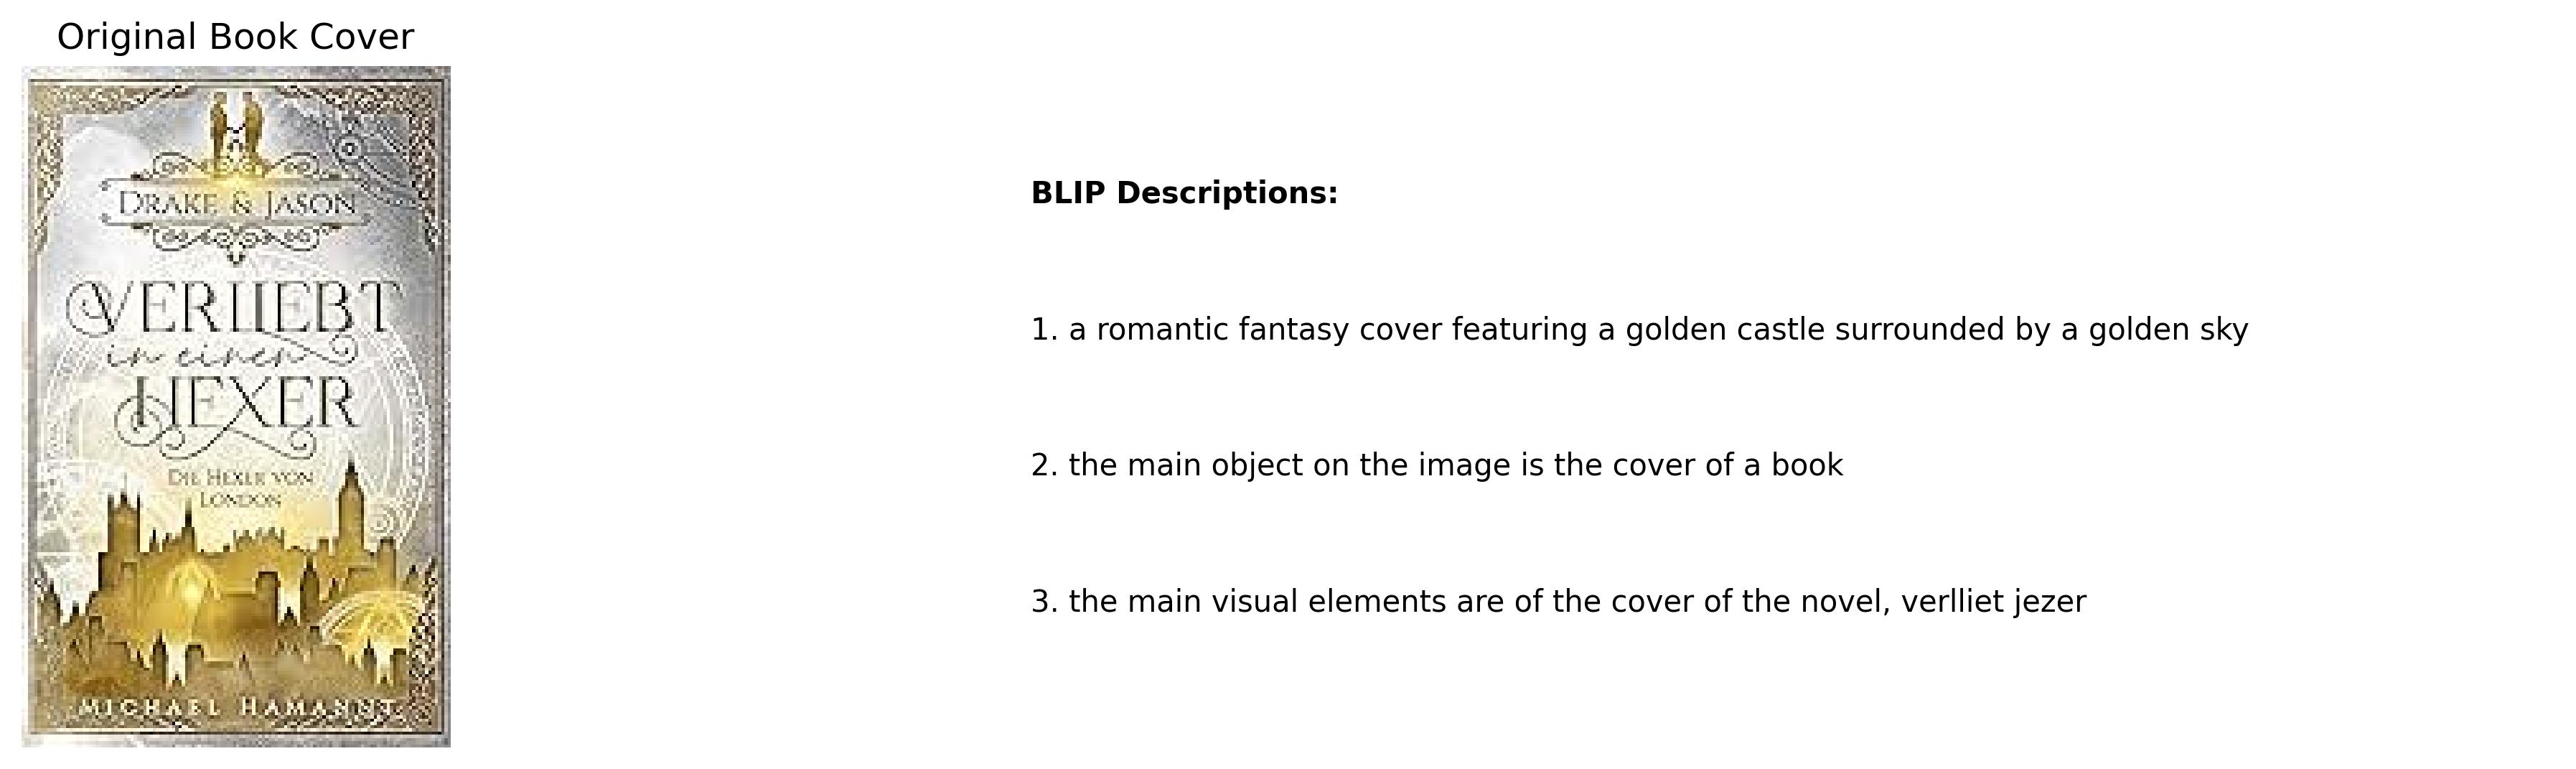 Original Book Cover
DRAKE & JASON
VERLIEBT
in einen
HEXER
DIE HEXER VON
LONDON
MICHAEL HAMANNT
BLIP Descriptions:
1. a romantic fantasy cover featuring a golden castle surrounded by a golden sky
2. the main object on the image is the cover of a book
3. the main visual elements are of the cover of the novel, verlliet jezer